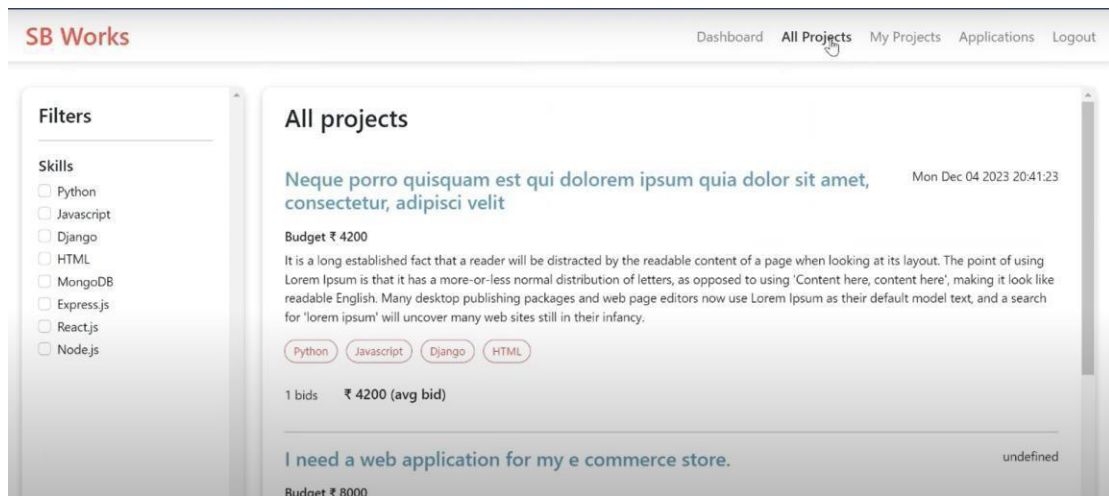 SB Works
Dashboard All Projects My Projects Applications Logout
Filters
Skills
Python
Javascript
Django
HTML
MongoDB
Express.js
React.js
Node.js
All projects
Neque porro quisquam est qui dolorem ipsum quia dolor sit amet,
consectetur, adipisci velit
Mon Dec 04 2023 20:41:23
Budget ₹ 4200
It is a long established fact that a reader will be distracted by the readable content of a page when looking at its layout. The point of using
Lorem Ipsum is that it has a more-or-less normal distribution of letters, as opposed to using 'Content here, content here', making it look like
readable English. Many desktop publishing packages and web page editors now use Lorem Ipsum as their default model text, and a search
for 'lorem ipsum' will uncover many web sites still in their infancy.
Python Javascript Django HTML
1 bids ₹ 4200 (avg bid)
I need a web application for my e commerce store.
undefined
Budget ₹ 8000